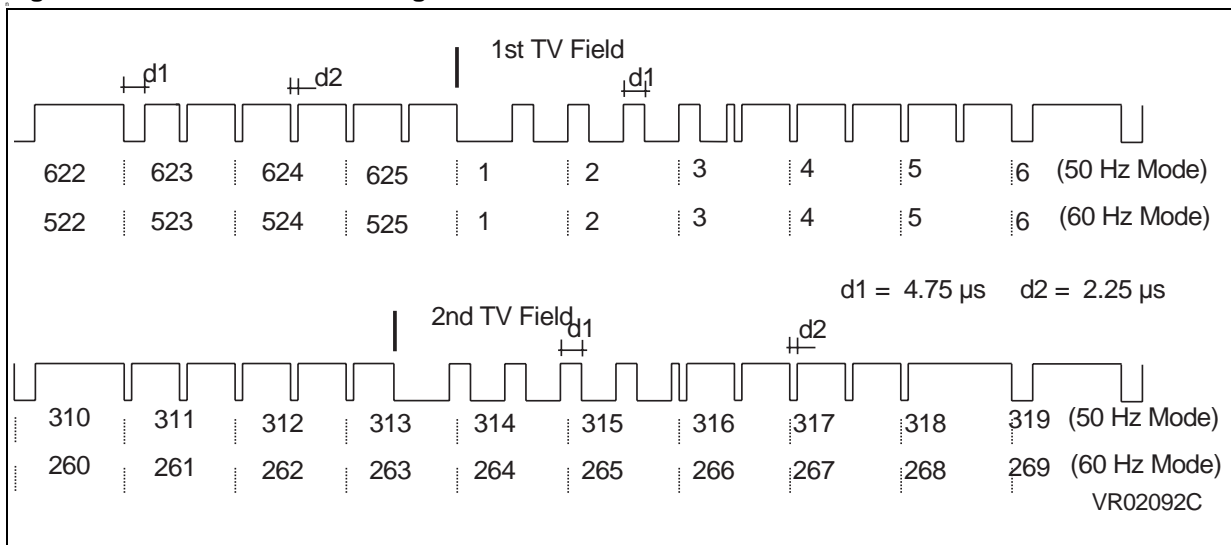 1st TV Field
d1 d2 d1
622 623 624 625 1 2 3 4 5 6 (50 Hz Mode)
522 523 524 525 1 2 3 4 5 6 (60 Hz Mode)
d1 = 4.75 µs d2 = 2.25 µs
2nd TV Field
d1 d2
310 311 312 313 314 315 316 317 318 319 (50 Hz Mode)
260 261 262 263 264 265 266 267 268 269 (60 Hz Mode)
VR02092C